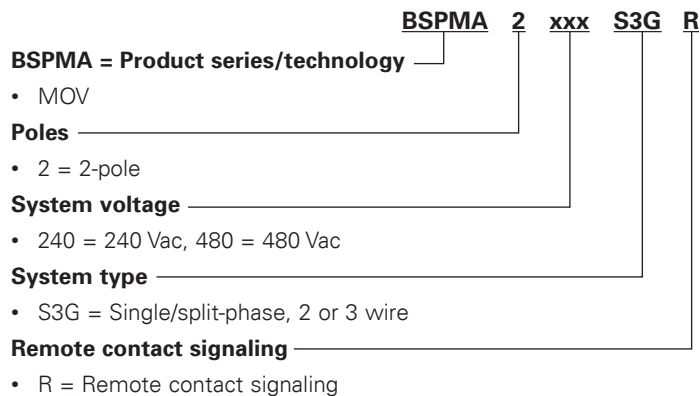 BSPMA 2 xxx S3G R
BSPMA = Product series/technology
• MOV
Poles
• 2 = 2-pole
System voltage
• 240 = 240 Vac, 480 = 480 Vac
System type
• S3G = Single/split-phase, 2 or 3 wire
Remote contact signaling
• R = Remote contact signaling